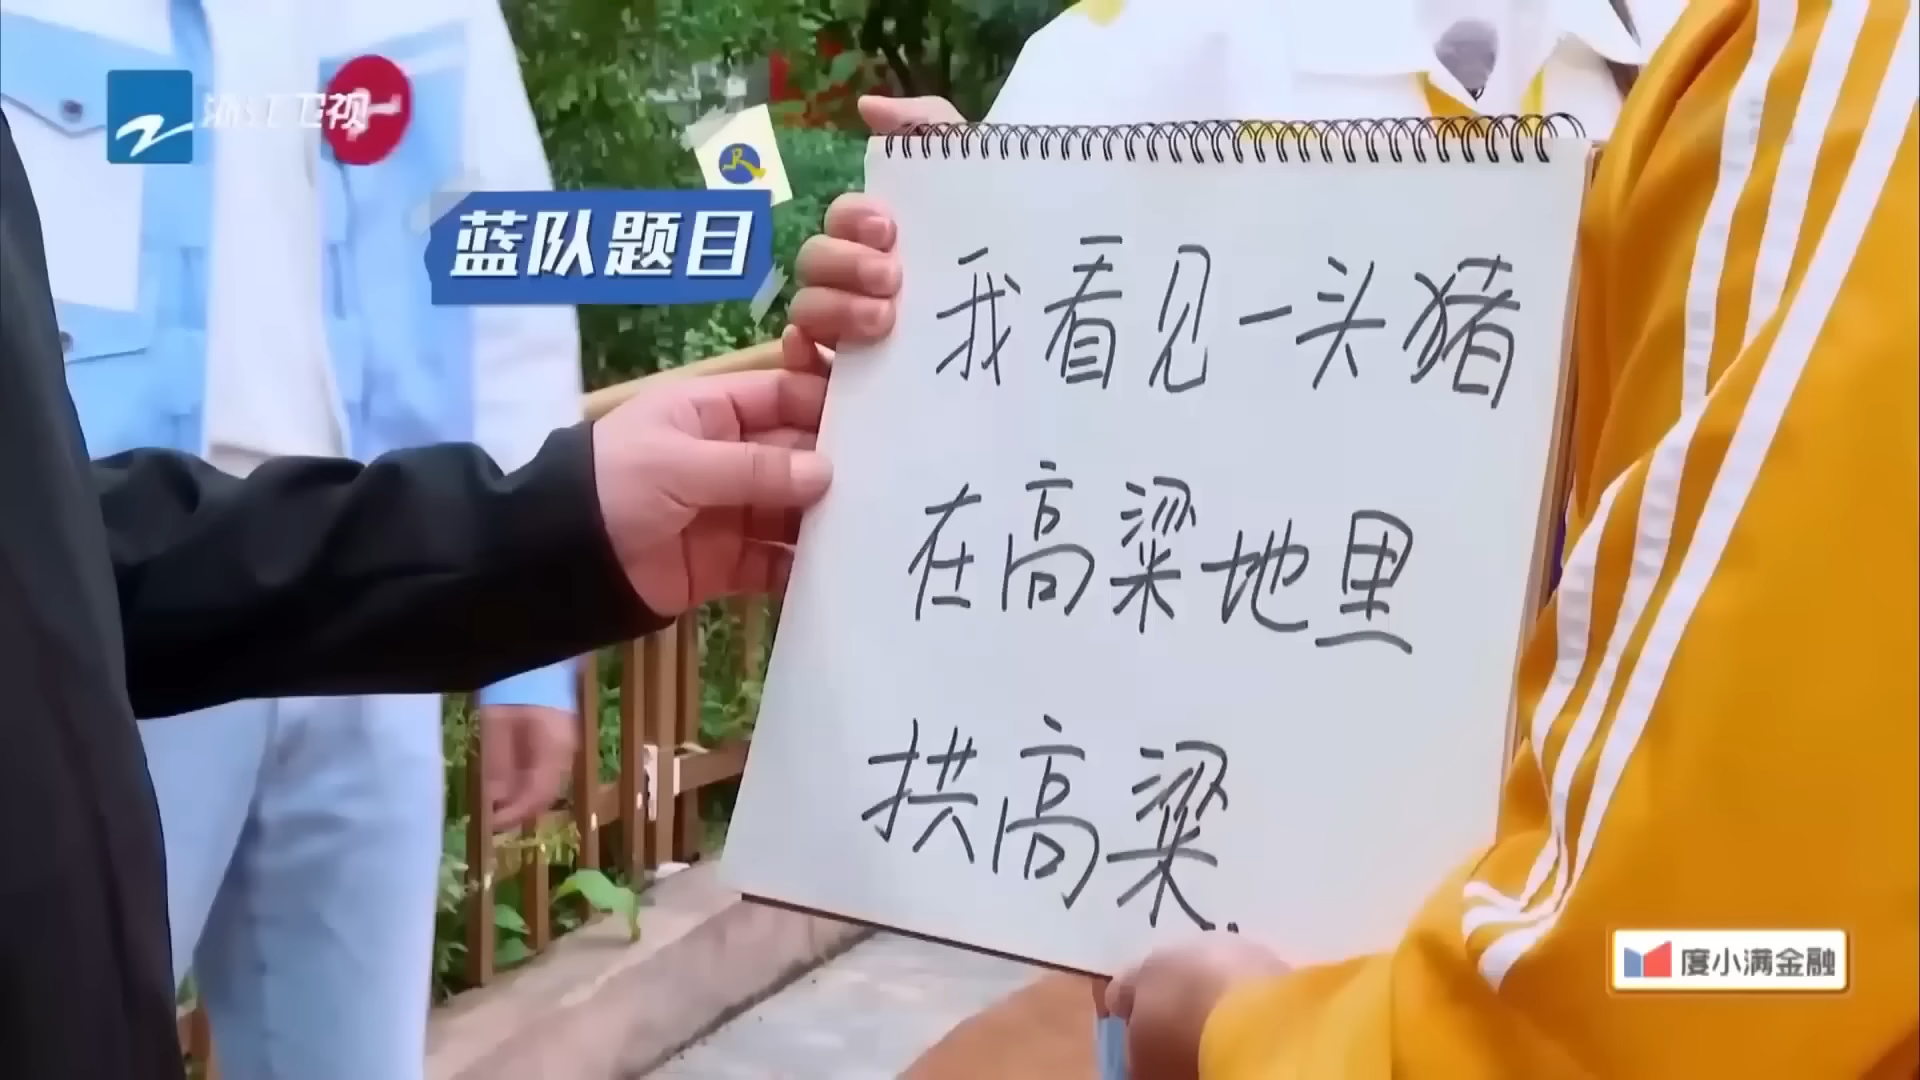 浙江卫视
蓝队题目
R
我看见一头猪
在高粱地里
拱高粱.
度小满金融